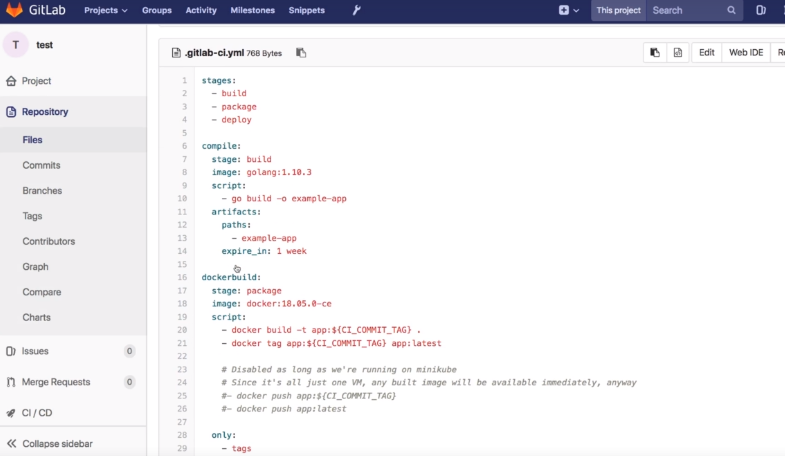 GitLab Projects Groups Activity Milestones Snippets This project Search
T test
.gitlab-ci.yml 768 Bytes Edit Web IDE
Project
Repository
Files
Commits
Branches
Tags
Contributors
Graph
Compare
Charts
Issues 0
Merge Requests 0
CI / CD
Collapse sidebar
1 stages:
2 - build
3 - package
4 - deploy
5
6 compile:
7 stage: build
8 image: golang:1.10.3
9 script:
10 - go build -o example-app
11 artifacts:
12 paths:
13 - example-app
14 expire_in: 1 week
15
16 dockerbuild:
17 stage: package
18 image: docker:18.05.0-ce
19 script:
20 - docker build -t app:${CI_COMMIT_TAG} .
21 - docker tag app:${CI_COMMIT_TAG} app:latest
22
23 # Disabled as long as we're running on minikube
24 # Since it's all just one VM, any built image will be available immediately, anyway
25 #- docker push app:${CI_COMMIT_TAG}
26 #- docker push app:latest
27
28 only:
29 - tags